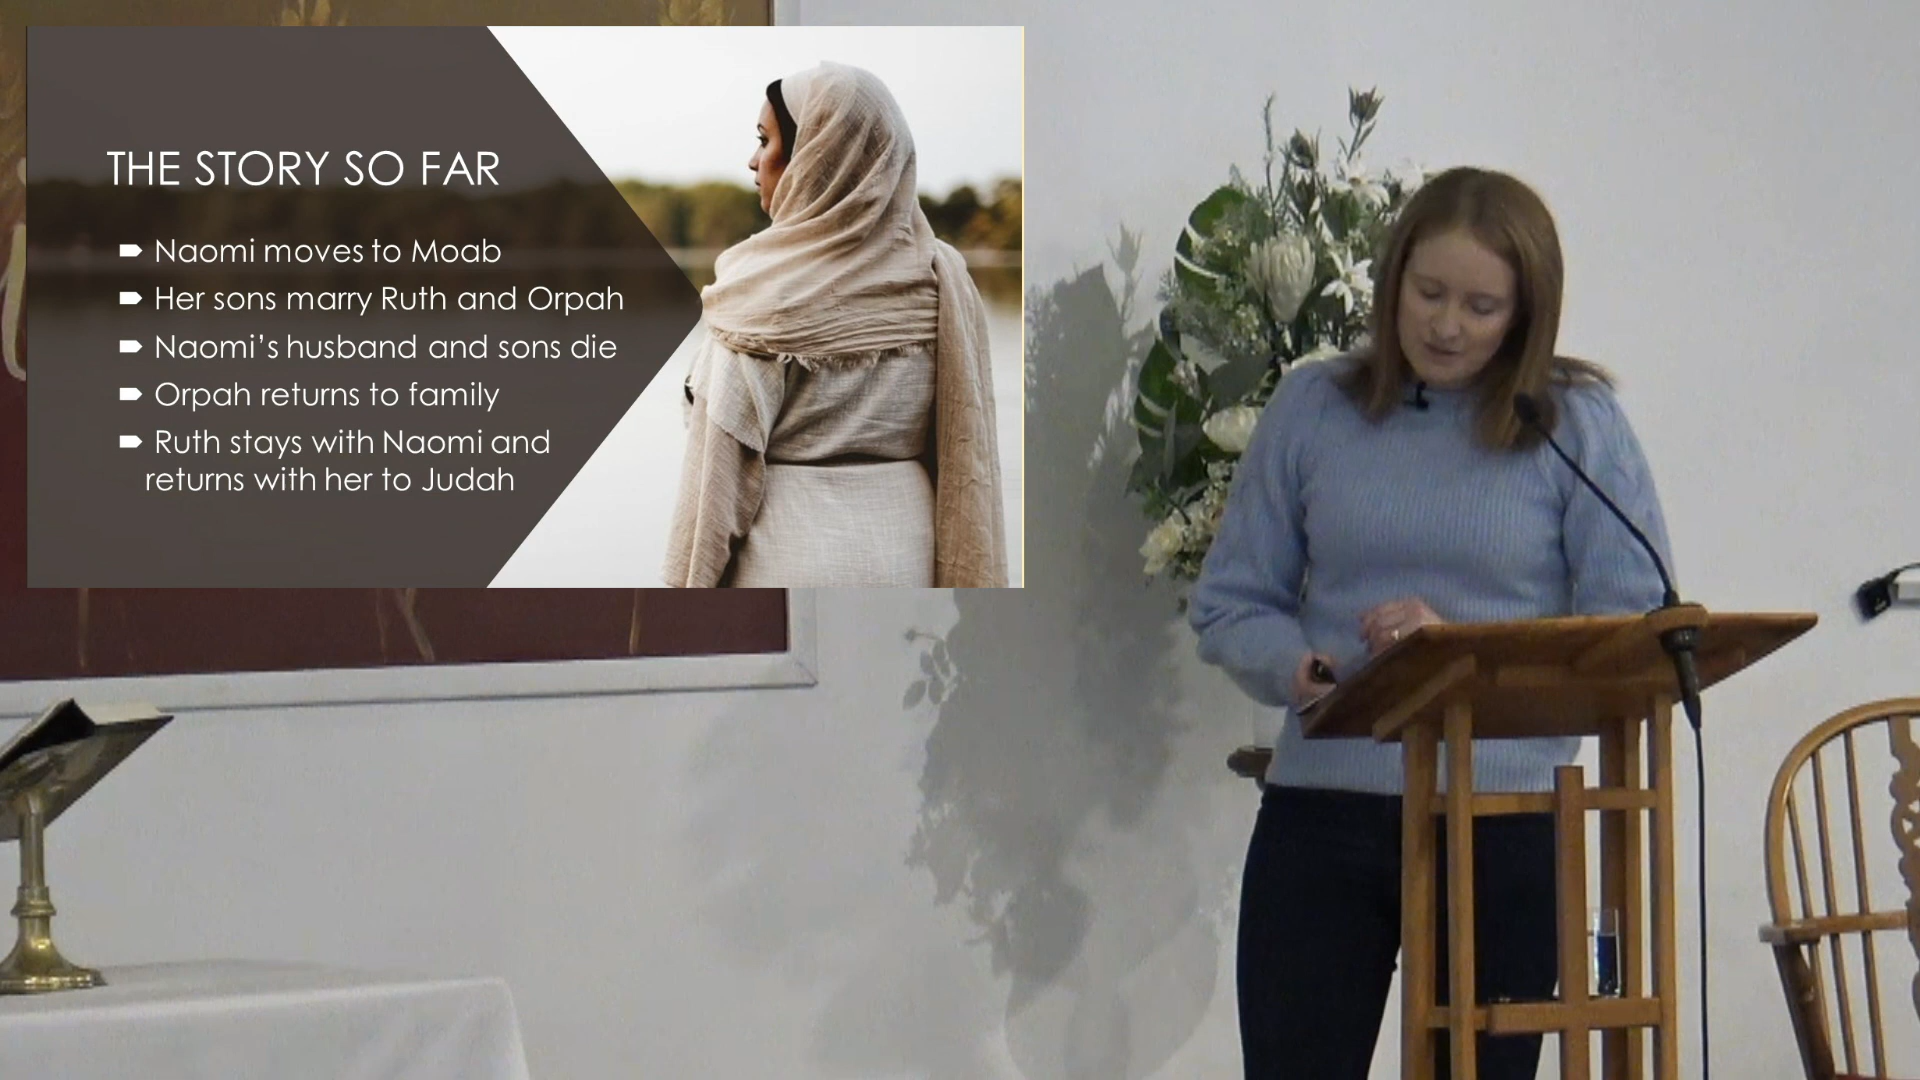 THE STORY SO FAR
Naomi moves to Moab
Her sons marry Ruth and Orpah
Naomi’s husband and sons die
Orpah returns to family
Ruth stays with Naomi and
returns with her to Judah